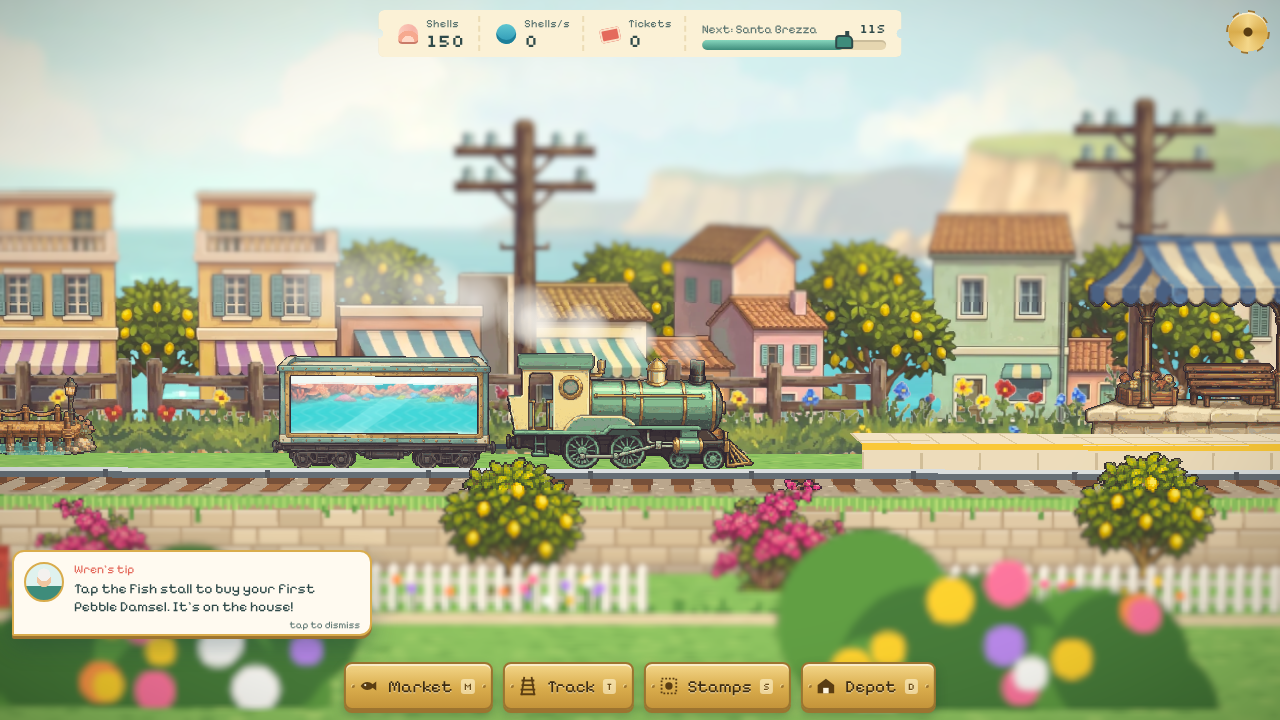 Shells
150
Shells/s
0
Tickets
0
Next: Santa Brezza
11s
Wren's tip
Tap the Fish stall to buy your first
Pebble Damsel. It's on the house!
tap to dismiss
Market M
Track T
Stamps S
Depot D